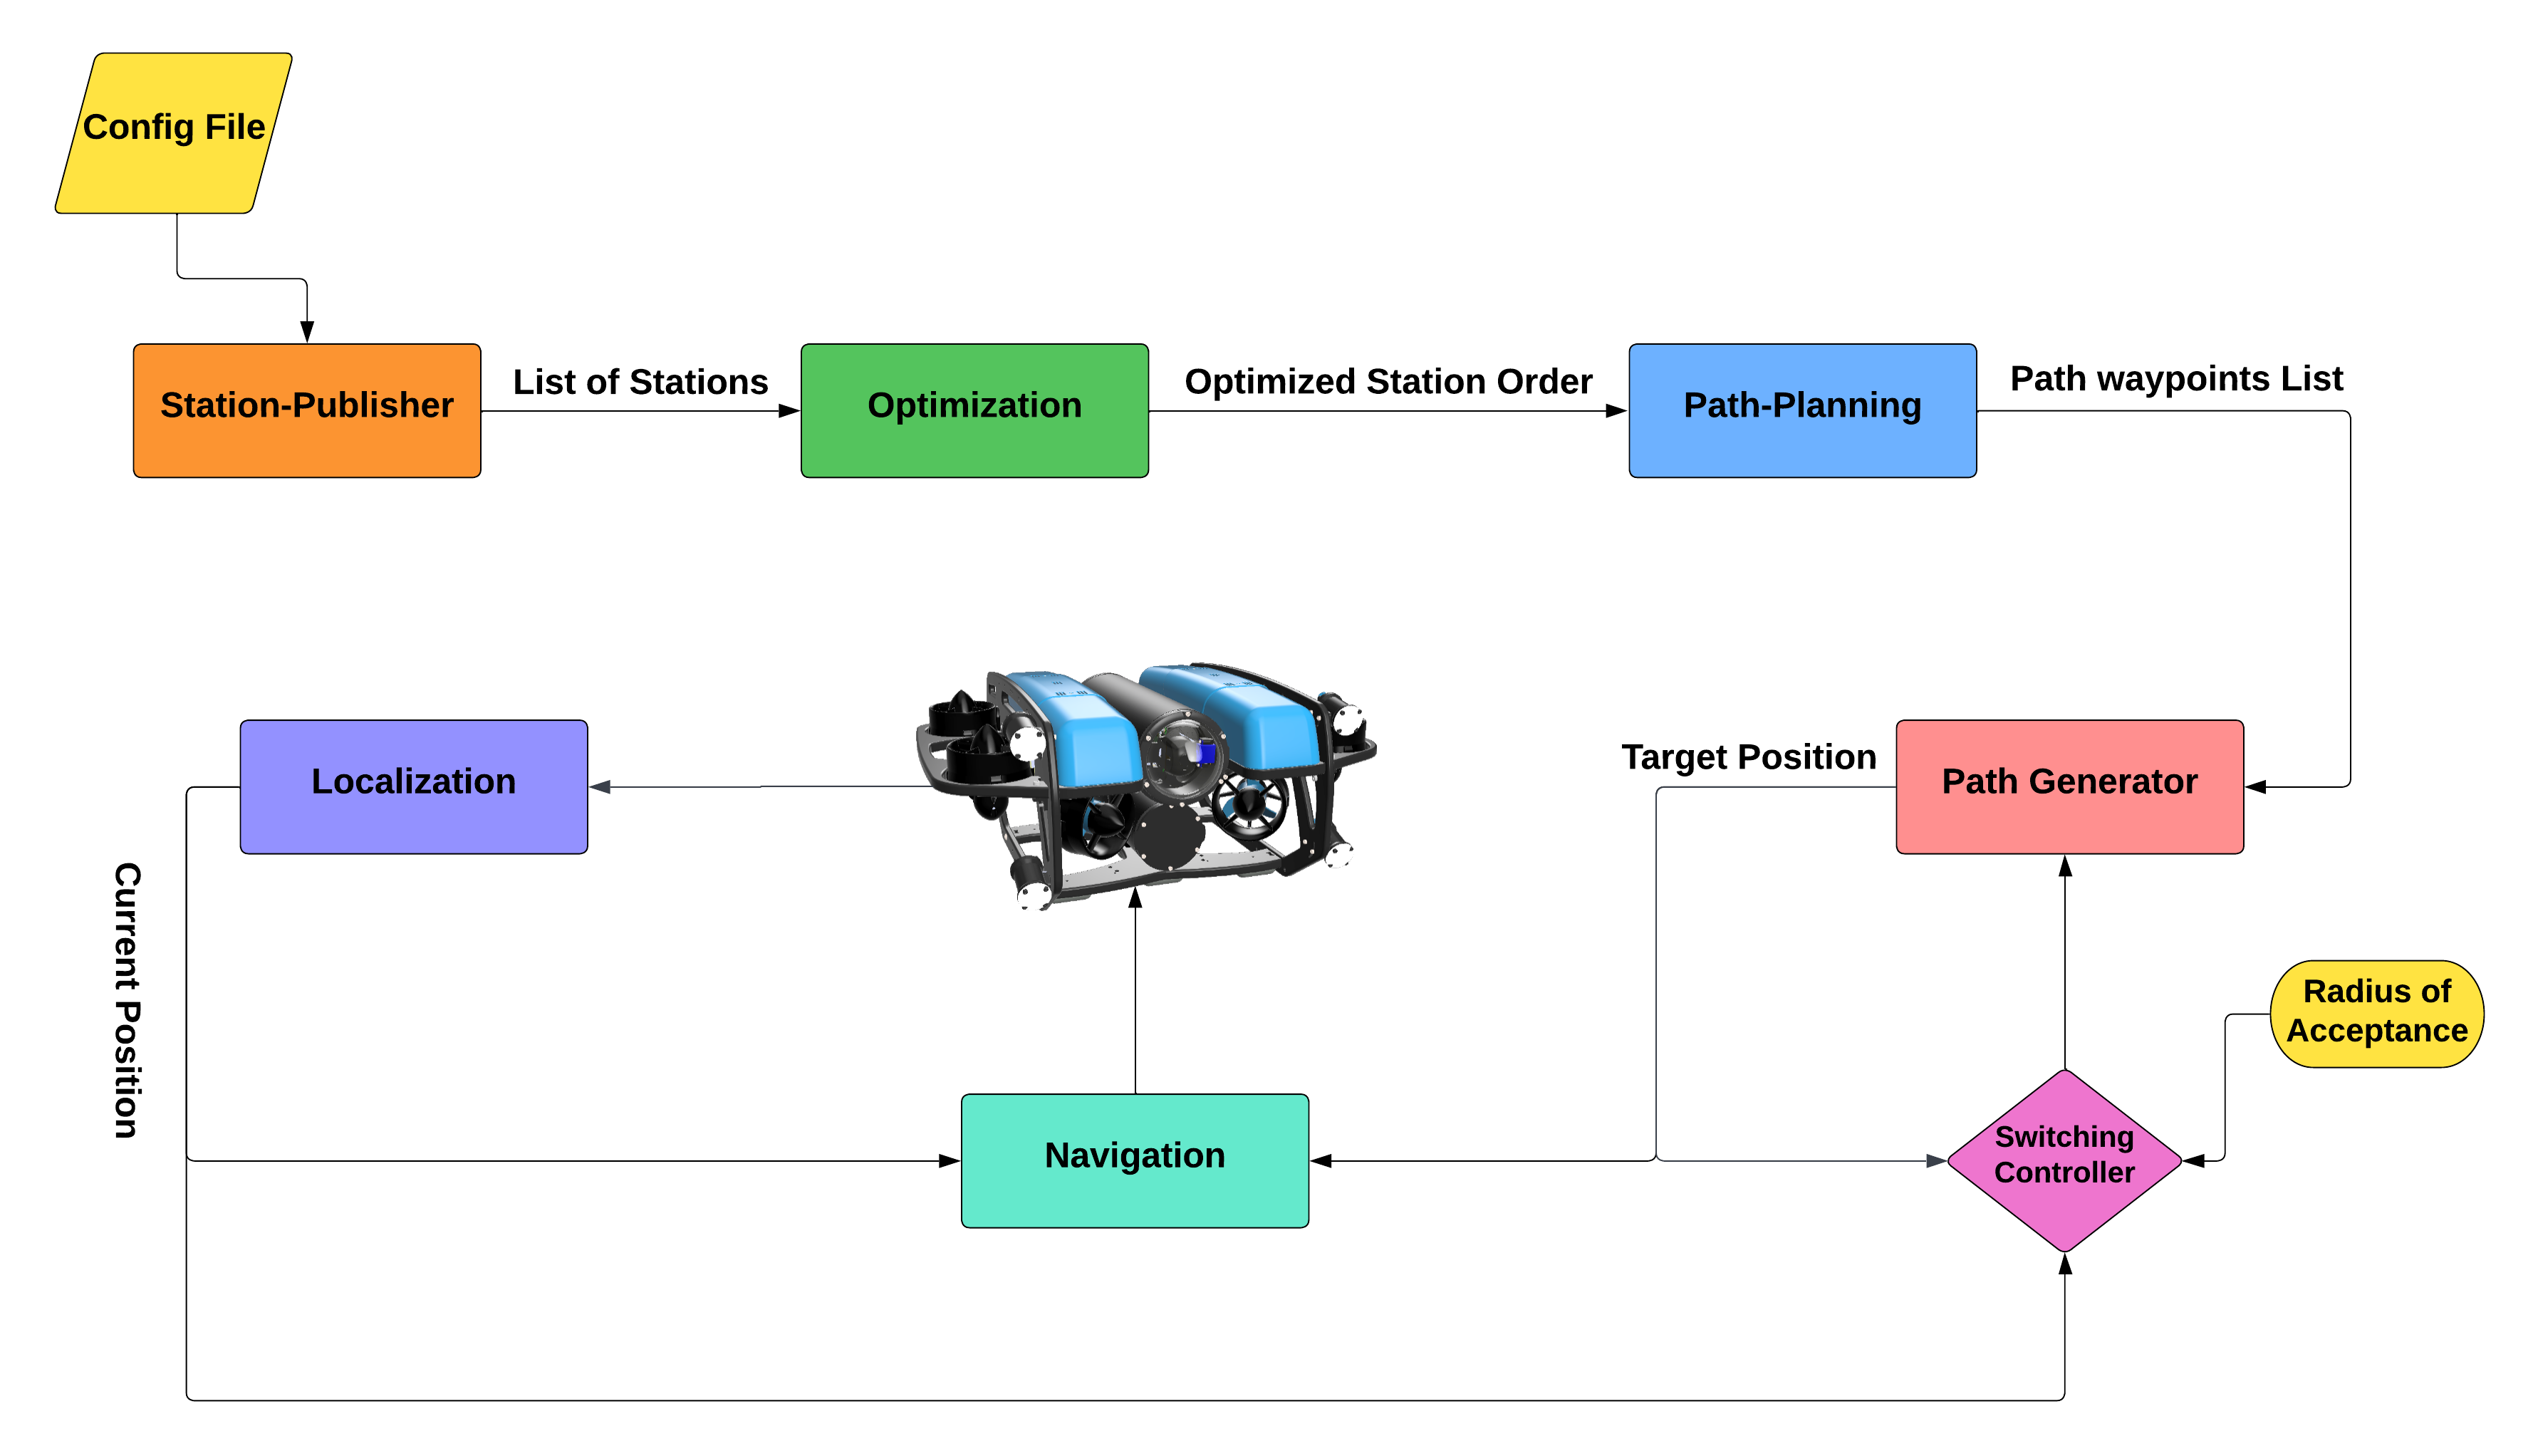 Config File
Station-Publisher
List of Stations
Optimization
Optimized Station Order
Path-Planning
Path waypoints List
Localization
Target Position
Path Generator
Current Position
Radius of
Acceptance
Navigation
Switching
Controller